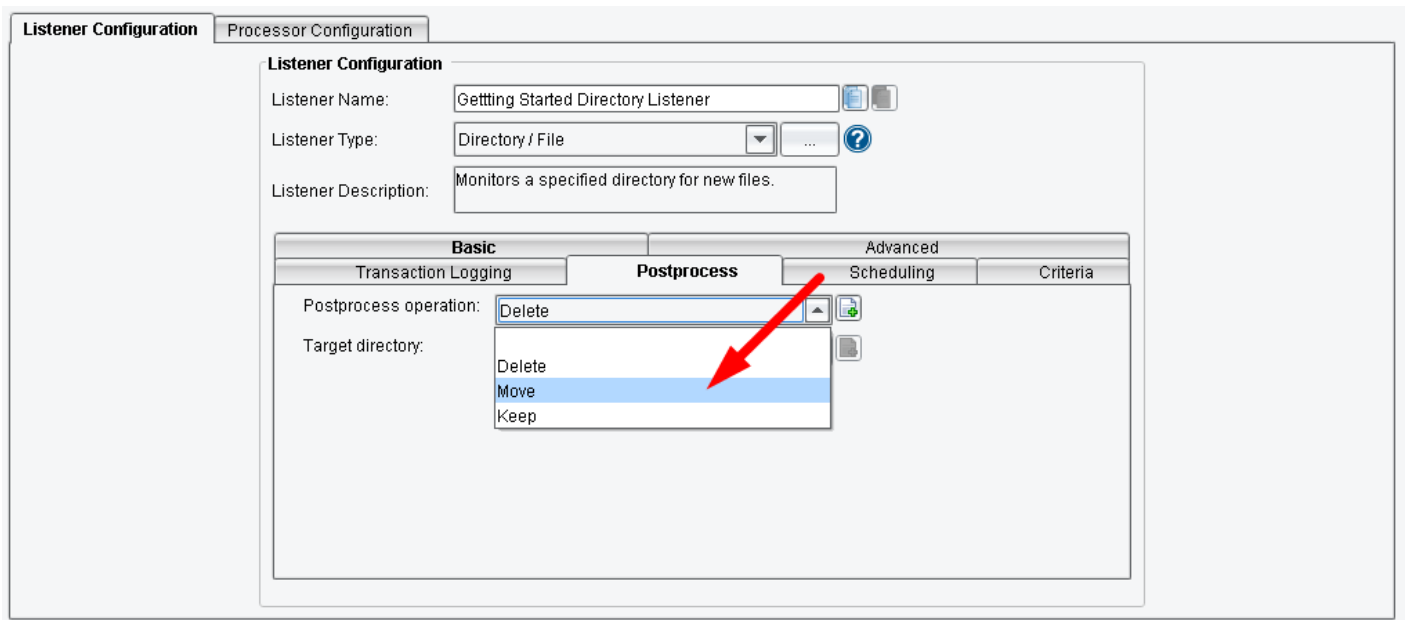 Listener Configuration Processor Configuration
Listener Configuration
Listener Name: Gettting Started Directory Listener
Listener Type: Directory / File ...
?
Listener Description: Monitors a specified directory for new files.
Basic Advanced
Transaction Logging Postprocess Scheduling Criteria
Postprocess operation: Delete
Target directory:
Delete
Move
Keep